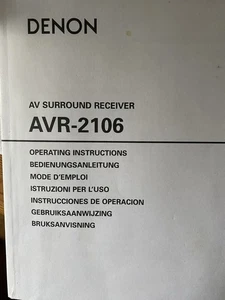 DENON
AV SURROUND RECEIVER
AVR-2106
OPERATING INSTRUCTIONS
BEDIENUNGSANLEITUNG
MODE D'EMPLOI
ISTRUZIONI PER L'USO
INSTRUCCIONES DE OPERACION
GEBRUIKSAANWIJZING
BRUKSANVISNING